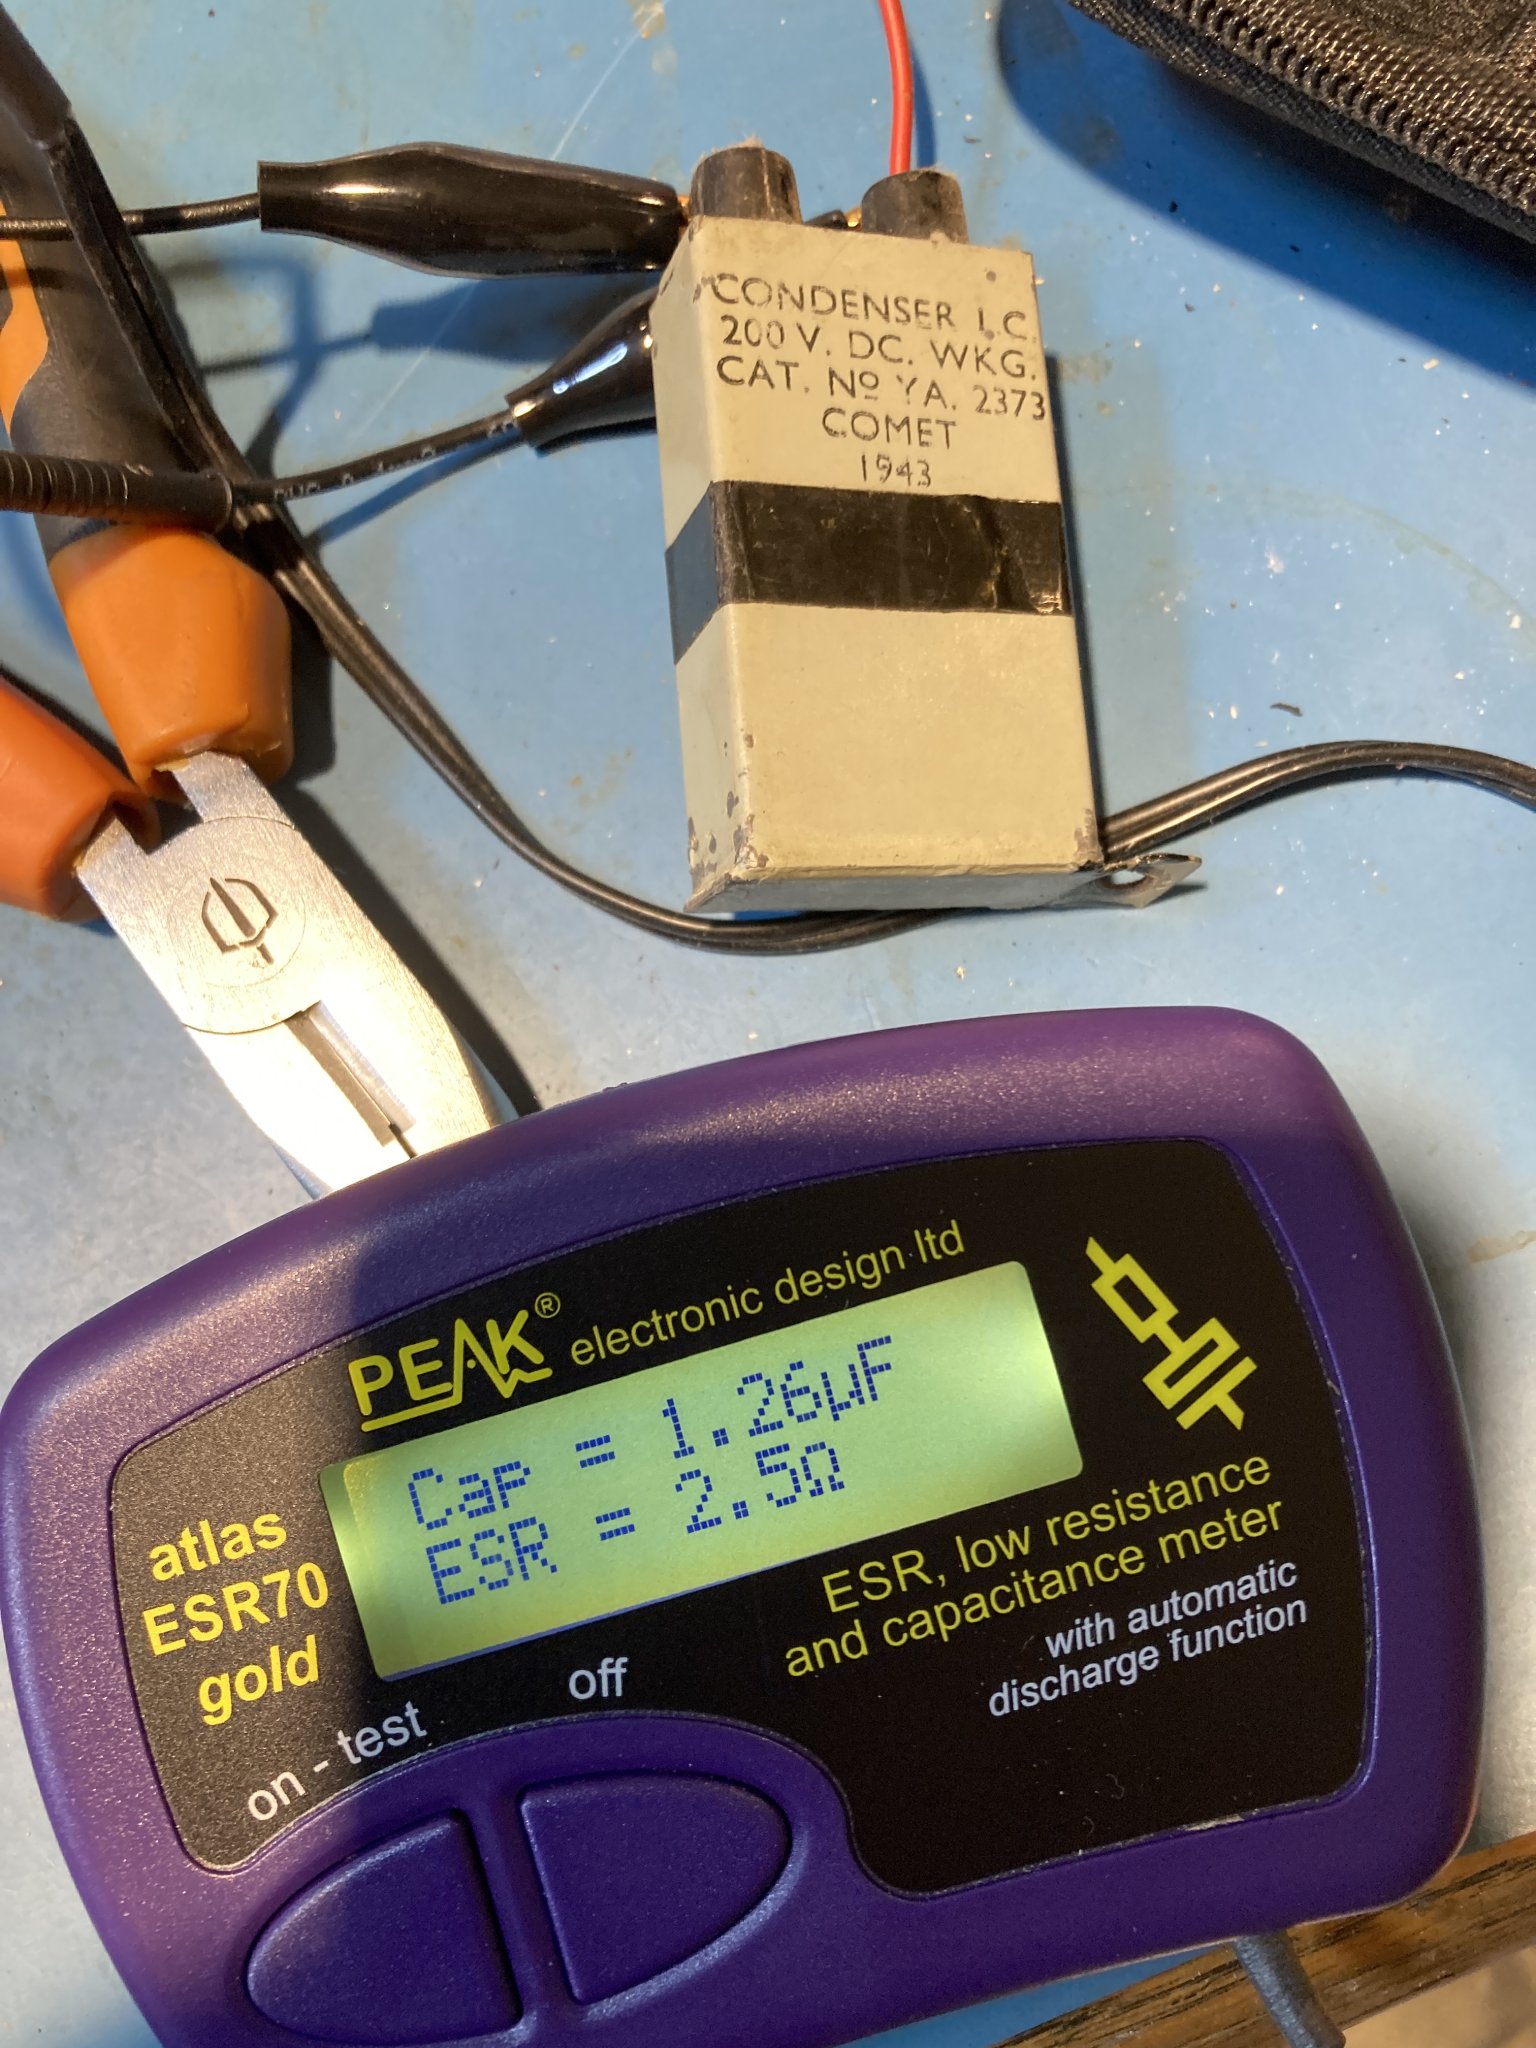 CONDENSER I.C.
200 V. DC. WKG.
CAT. Nº YA. 2373
COMET
1943
PEAK® electronic design ltd
Cap = 1.26µF
ESR = 2.5Ω
atlas
ESR70
gold
ESR, low resistance
and capacitance meter
with automatic
discharge function
on - test
off